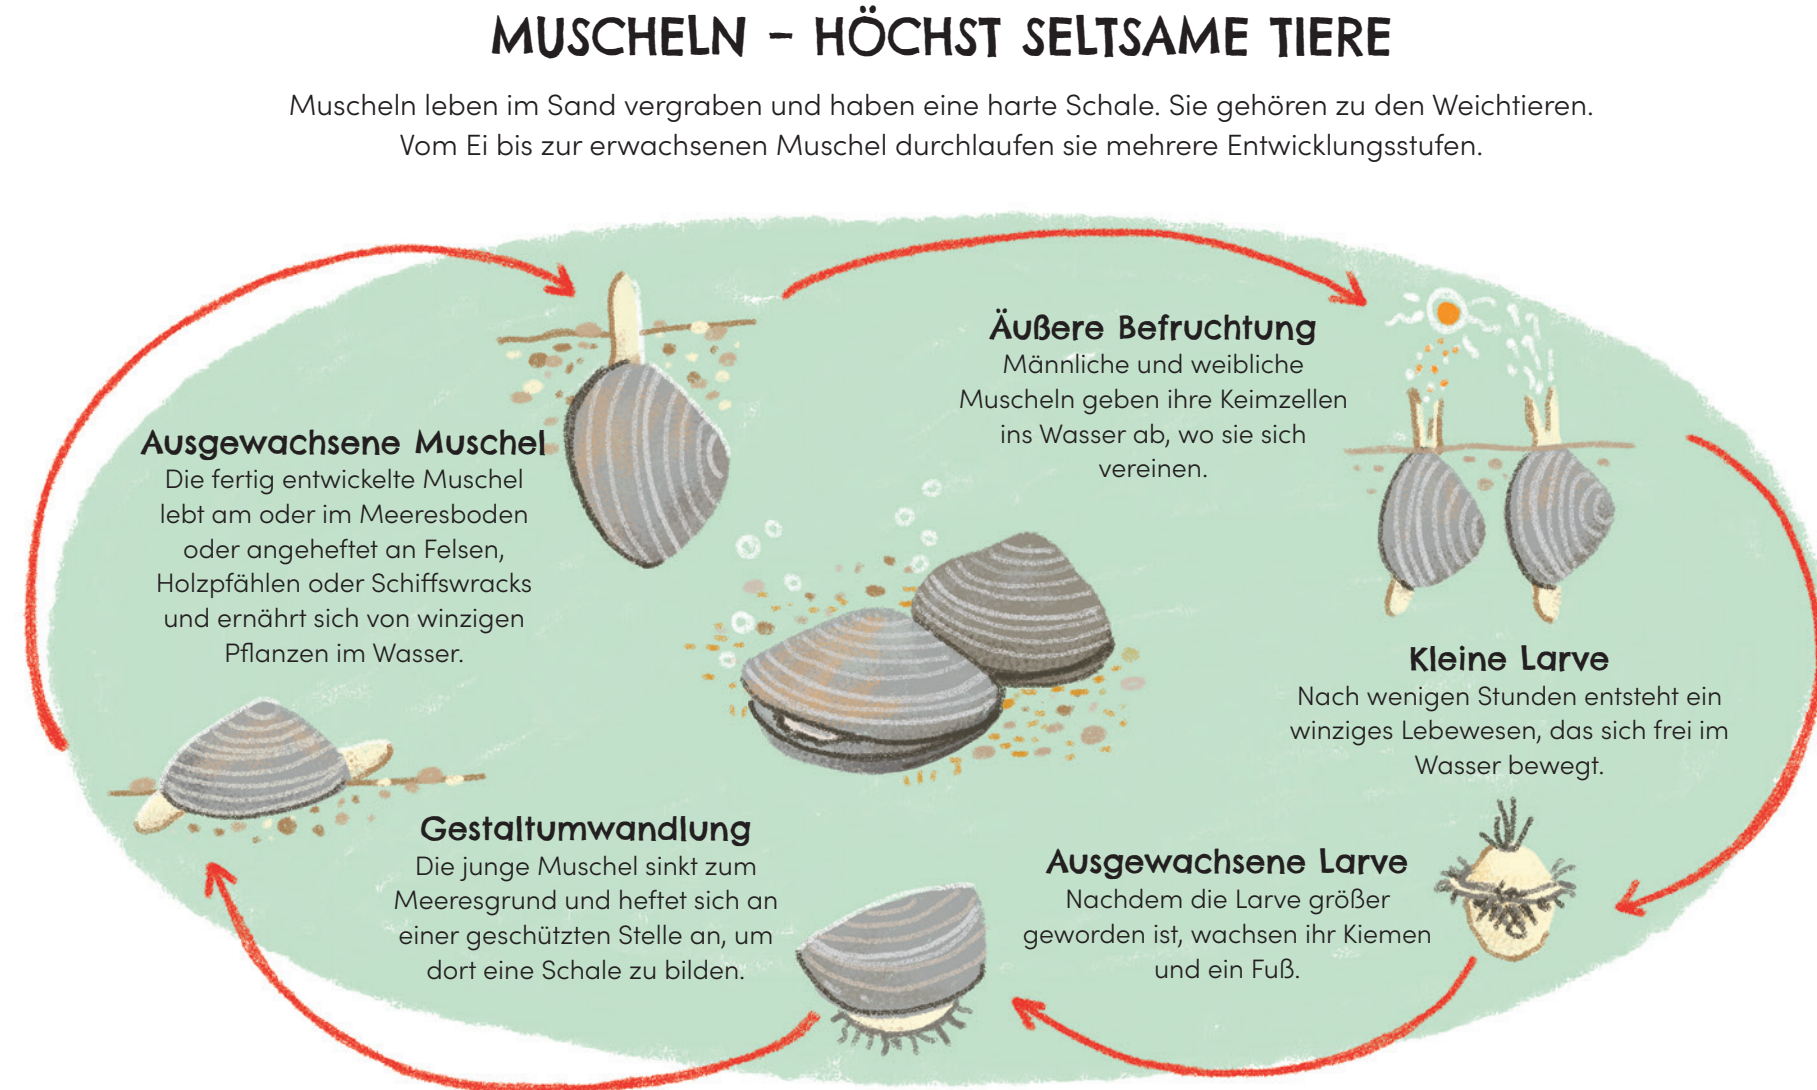 MUSCHELN – HÖCHST SELTSAME TIERE
Muscheln leben im Sand vergraben und haben eine harte Schale. Sie gehören zu den Weichtieren.
Vom Ei bis zur erwachsenen Muschel durchlaufen sie mehrere Entwicklungsstufen.
Äußere Befruchtung
Männliche und weibliche
Muscheln geben ihre Keimzellen
ins Wasser ab, wo sie sich
vereinen.
Kleine Larve
Nach wenigen Stunden entsteht ein
winziges Lebewesen, das sich frei im
Wasser bewegt.
Ausgewachsene Larve
Nachdem die Larve größer
geworden ist, wachsen ihr Kiemen
und ein Fuß.
Gestaltumwandlung
Die junge Muschel sinkt zum
Meeresgrund und heftet sich an
einer geschützten Stelle an, um
dort eine Schale zu bilden.
Ausgewachsene Muschel
Die fertig entwickelte Muschel
lebt am oder im Meeresboden
oder angeheftet an Felsen,
Holzpfählen oder Schiffswracks
und ernährt sich von winzigen
Pflanzen im Wasser.